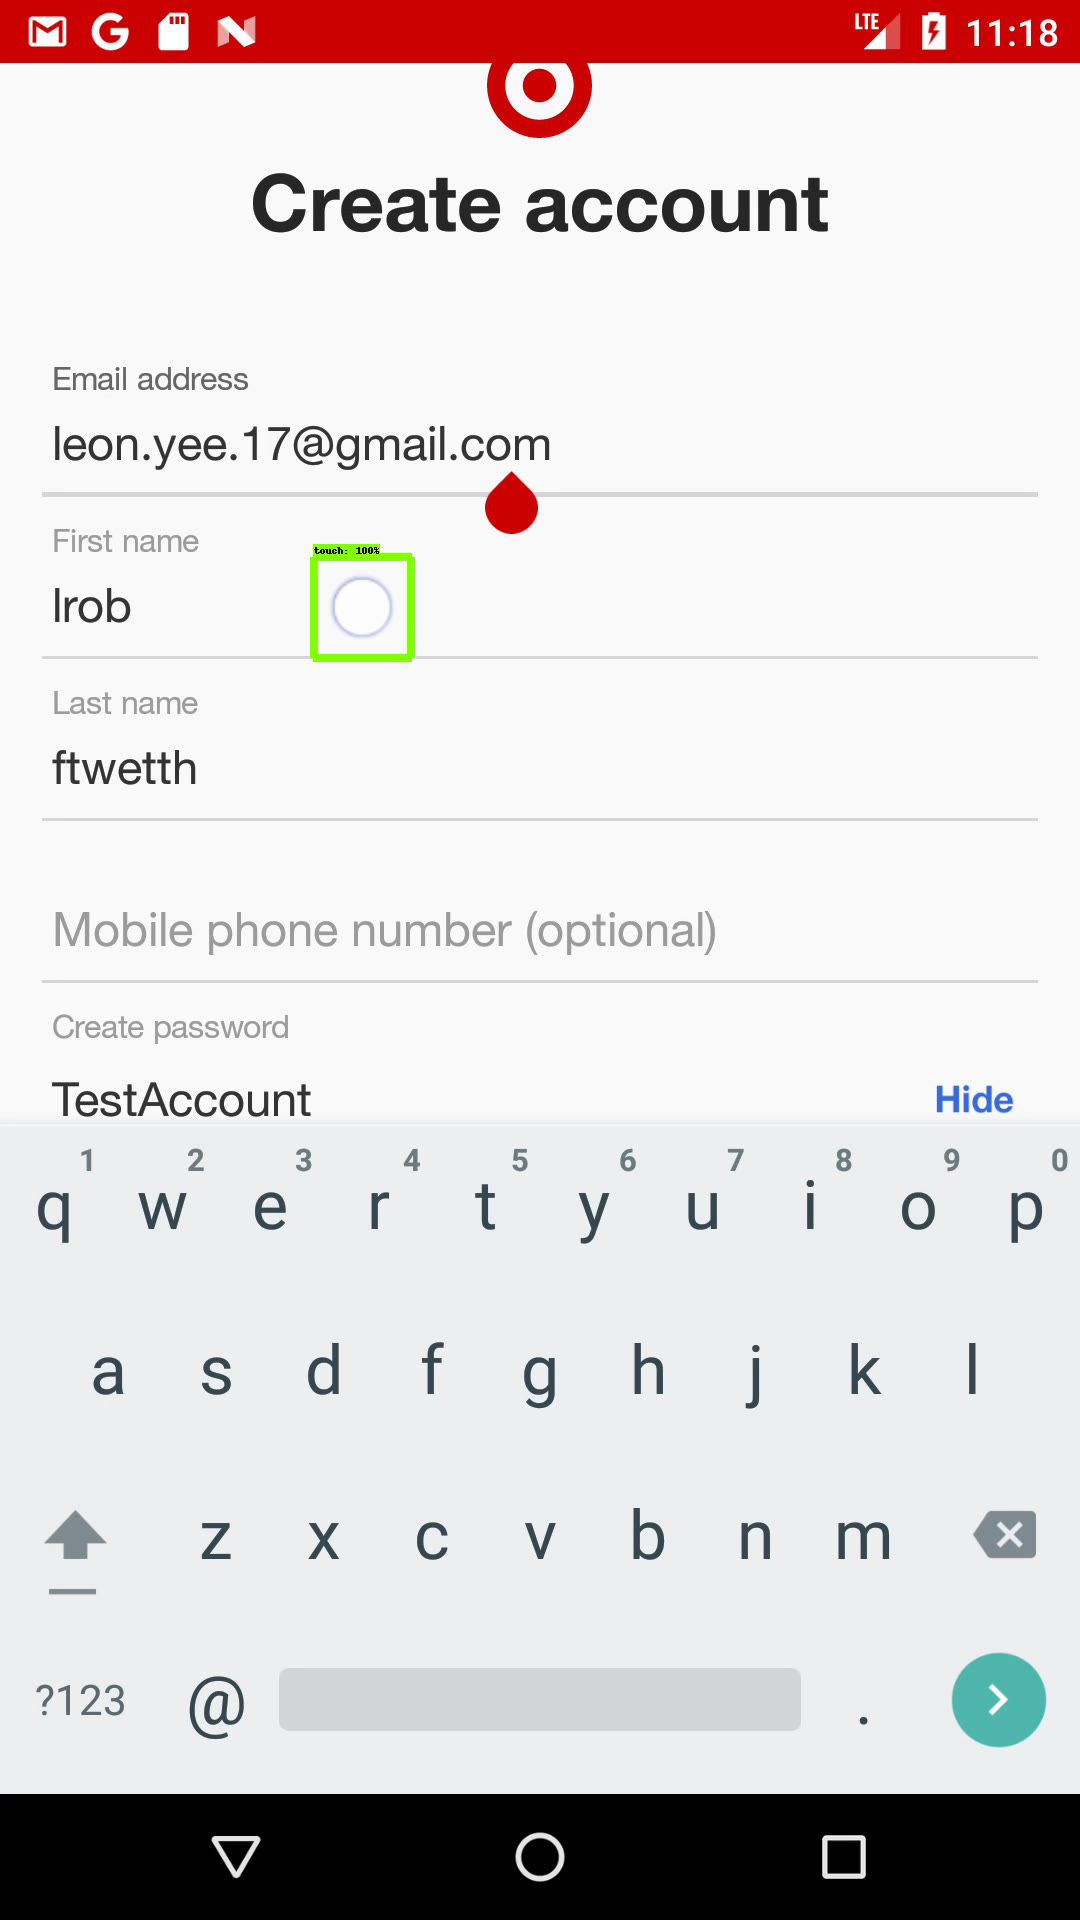 LTE 11:18
Create account
Email address
leon.yee.17@gmail.com
First name
touch: 100%
lrob
Last name
ftwetth
Mobile phone number (optional)
Create password
TestAccount Hide
1 2 3 4 5 6 7 8 9 0
q w e r t y u i o p
a s d f g h j k l
z x c v b n m
?123 @ .